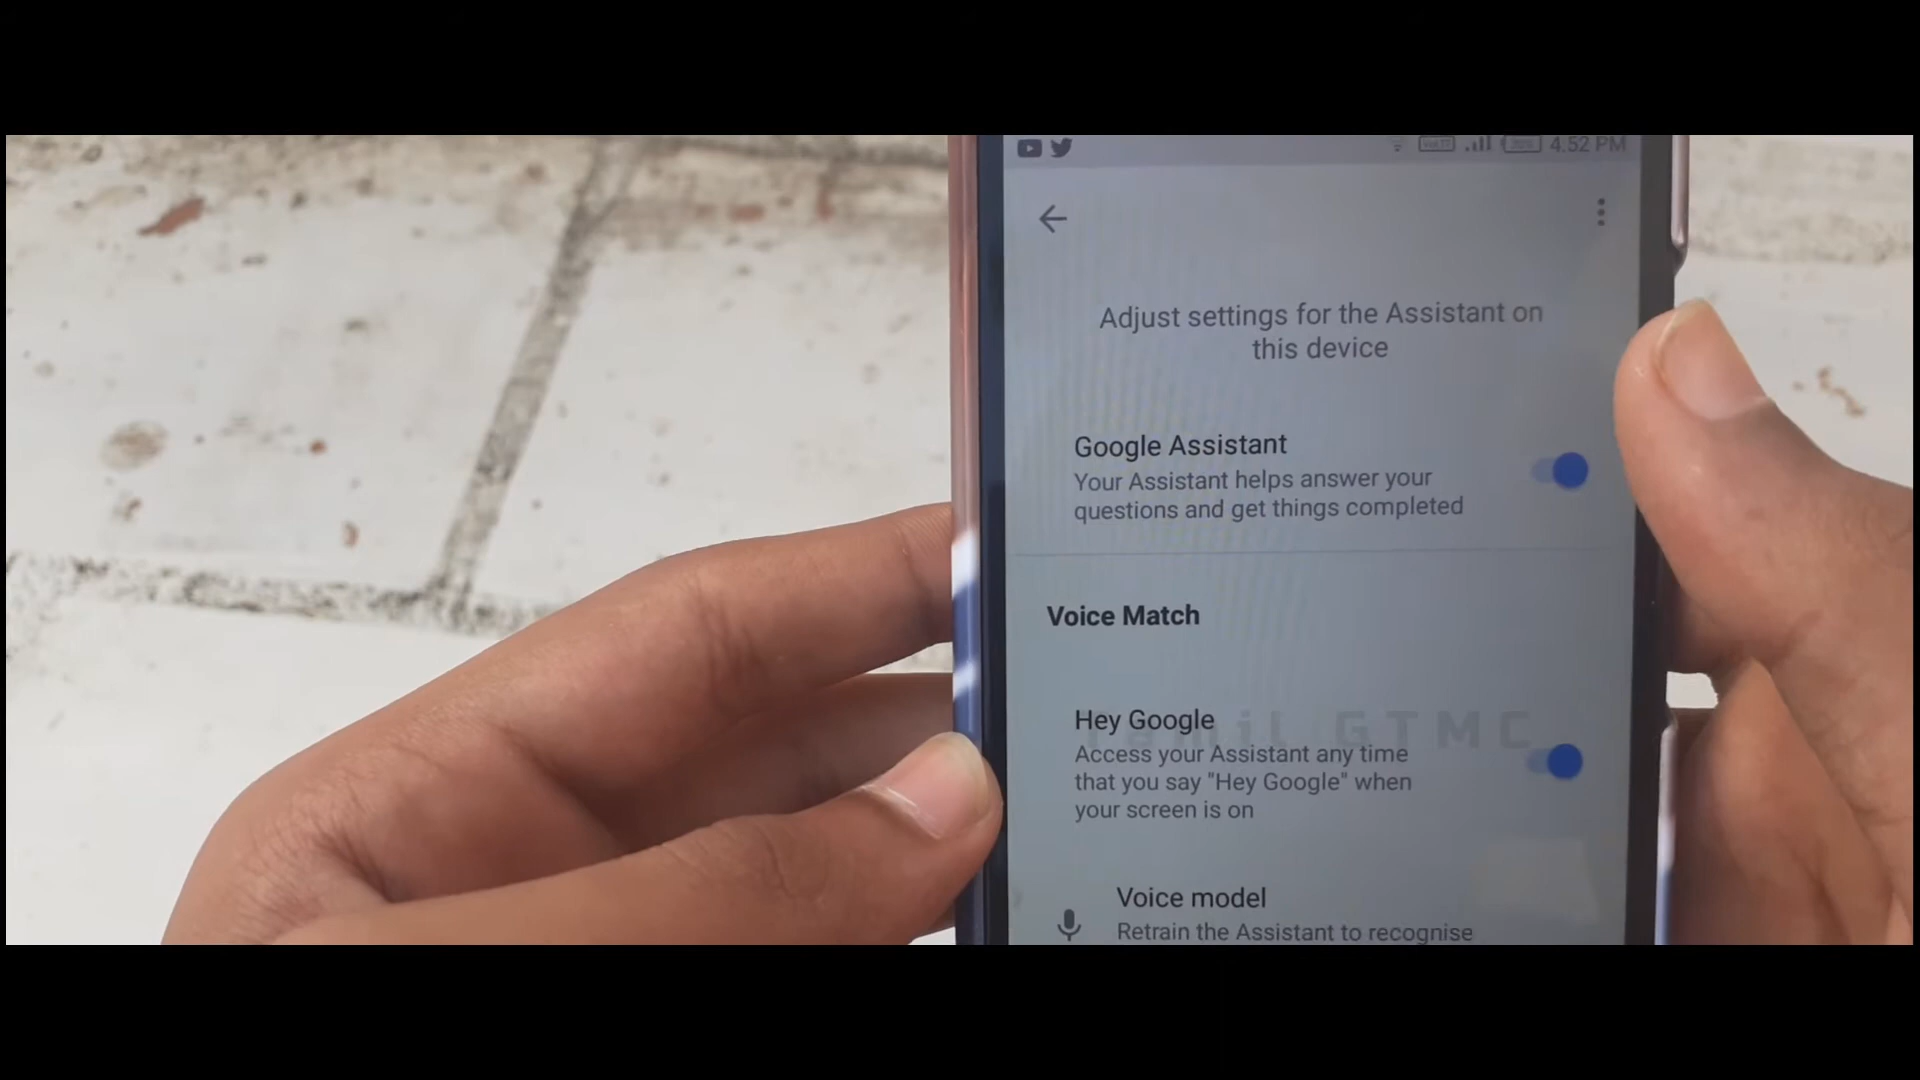 4:52 PM
Adjust settings for the Assistant on
this device
Google Assistant
Your Assistant helps answer your
questions and get things completed
Voice Match
Hey Google
GTMC
Access your Assistant any time
that you say "Hey Google" when
your screen is on
Voice model
Retrain the Assistant to recognise